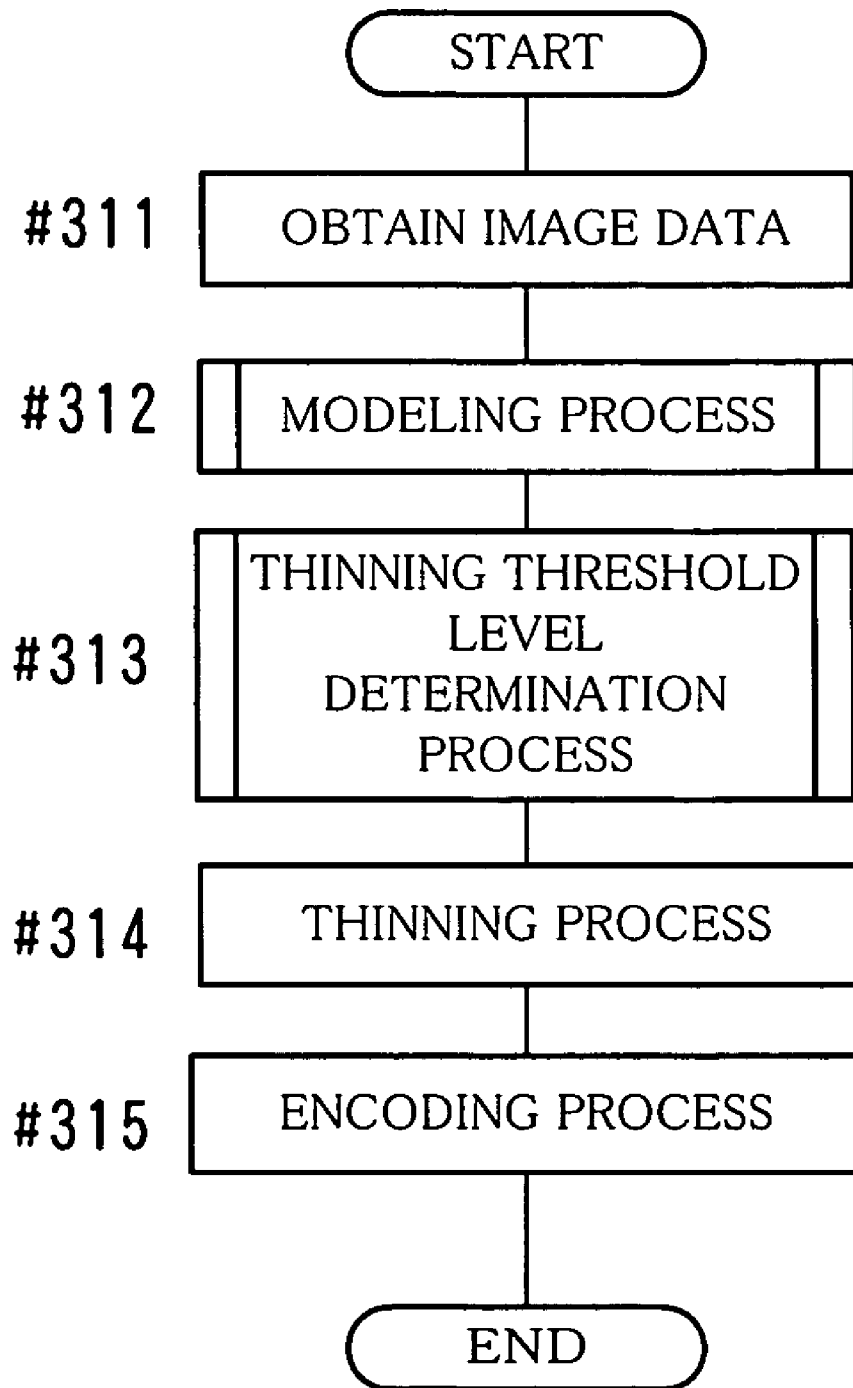 START
#311
OBTAIN IMAGE DATA
#312
MODELING PROCESS
#313
THINNING THRESHOLD
LEVEL
DETERMINATION
PROCESS
#314
THINNING PROCESS
#315
ENCODING PROCESS
END